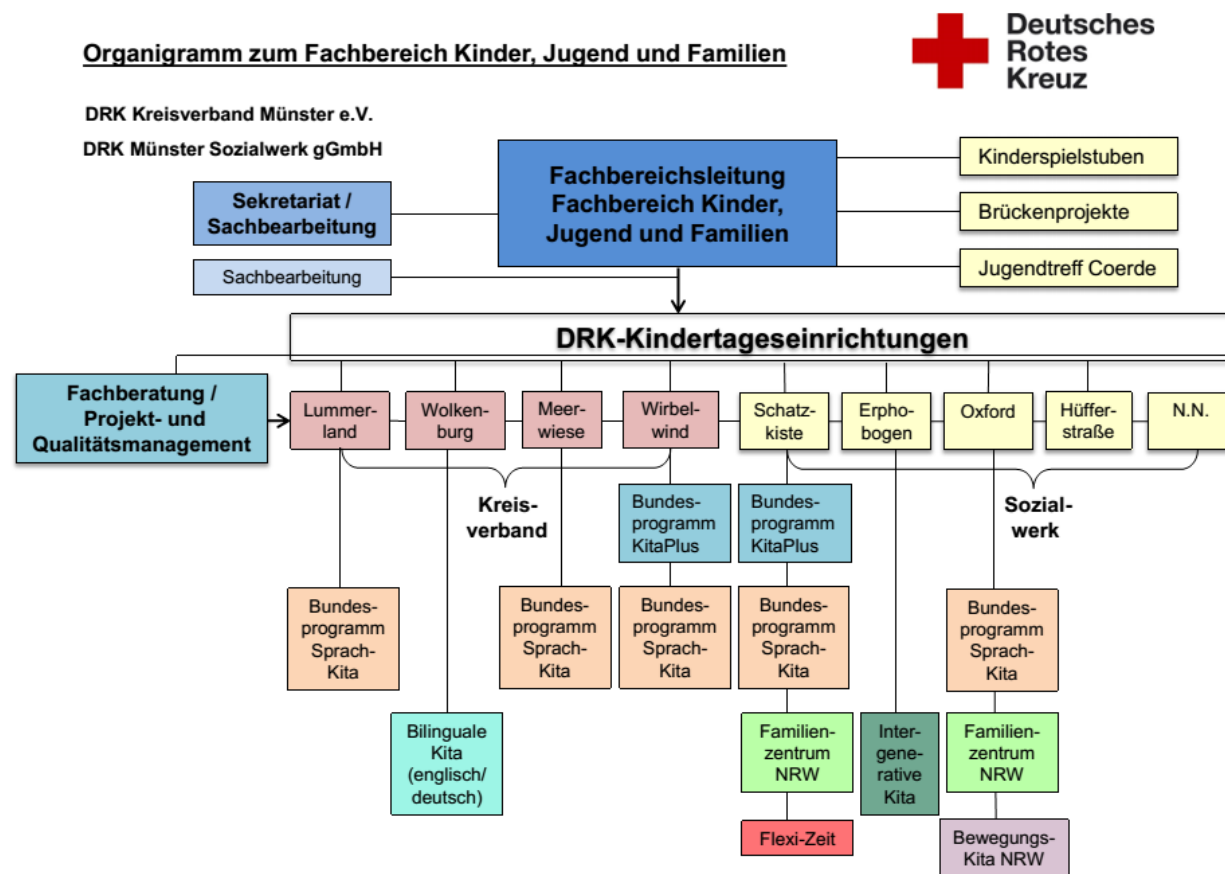 Organigramm zum Fachbereich Kinder, Jugend und Familien
Deutsches
Rotes
Kreuz
DRK Kreisverband Münster e.V.
DRK Münster Sozialwerk gGmbH
Fachbereichsleitung
Fachbereich Kinder,
Jugend und Familien
Kinderspielstuben
Sekretariat /
Sachbearbeitung
Brückenprojekte
Sachbearbeitung
Jugendtreff Coerde
DRK-Kindertageseinrichtungen
Fachberatung /
Projekt- und
Qualitätsmanagement
Lummer-
land
Wolken-
burg
Meer-
wiese
Wirbel-
wind
Schatz-
kiste
Erpho-
bogen
Oxford
Hüffer-
straße
N.N.
Kreis-
verband
Bundes-
programm
KitaPlus
Bundes-
programm
KitaPlus
Sozial-
werk
Bundes-
programm
Sprach-
Kita
Bundes-
programm
Sprach-
Kita
Bundes-
programm
Sprach-
Kita
Bundes-
programm
Sprach-
Kita
Bundes-
programm
Sprach-
Kita
Bilinguale
Kita
(englisch/
deutsch)
Familien-
zentrum
NRW
Inter-
gene-
rative
Kita
Familien-
zentrum
NRW
Flexi-Zeit
Bewegungs-
Kita NRW